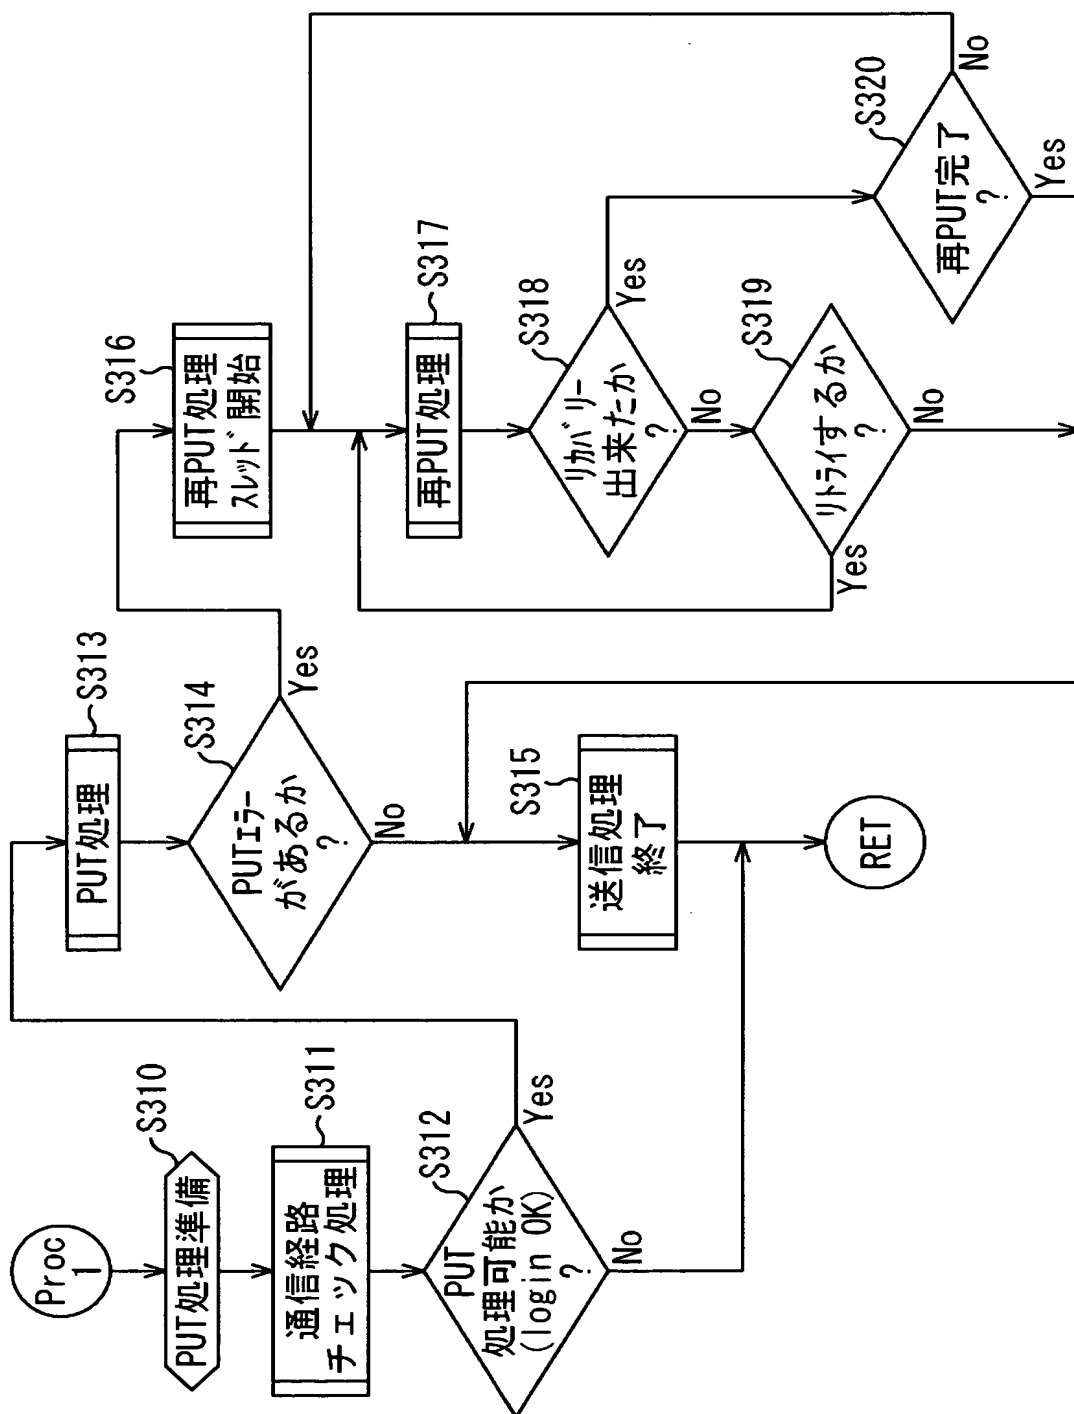 Proc
1
PUT処理準備
S310
通信経路
チェック処理
S311
PUT
処理可能か
(login OK)
?
S312
Yes
No
PUT処理
S313
PUTエラー
があるか
?
S314
Yes
No
送信処理
終了
S315
RET
再PUT処理
スレッド開始
S316
再PUT処理
S317
リカバリー
出来たか
?
S318
Yes
No
リトライするか
?
S319
Yes
No
再PUT完了
?
S320
No
Yes